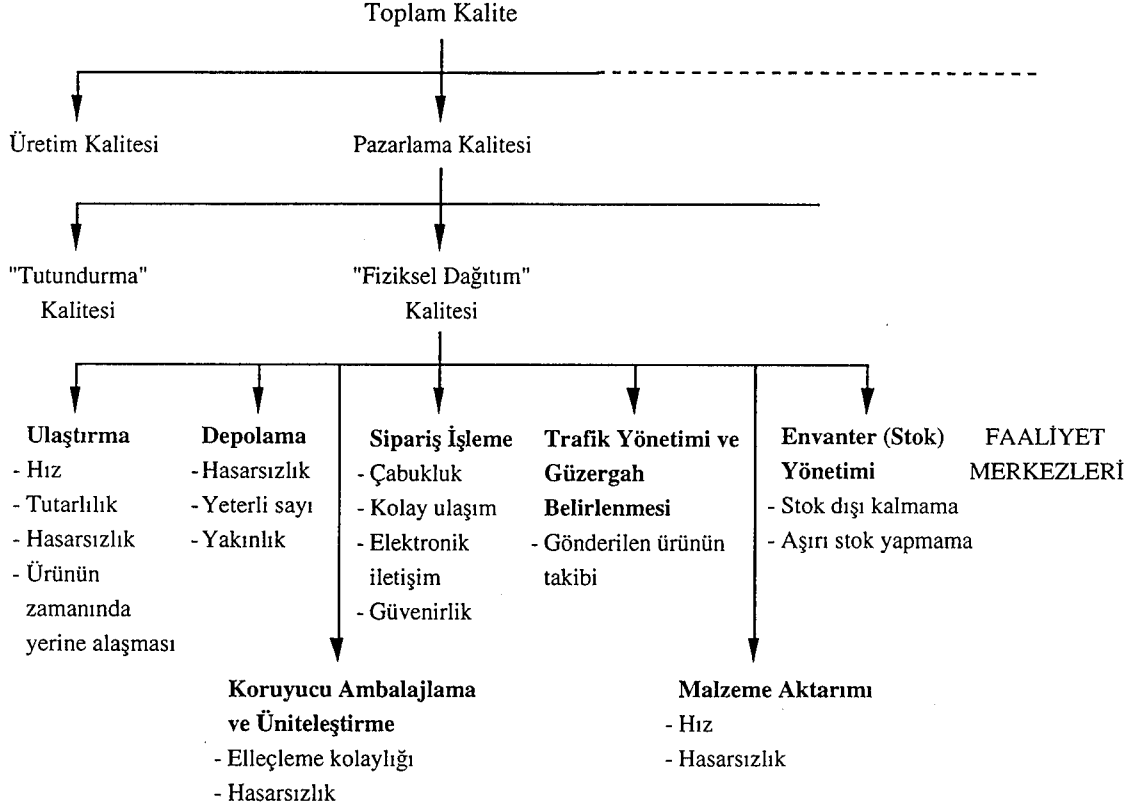 Toplam Kalite
Üretim Kalitesi
Pazarlama Kalitesi
"Tutundurma"
Kalitesi
"Fiziksel Dağıtım"
Kalitesi
Ulaştırma
- Hız
- Tutarlılık
- Hasarsızlık
- Ürünün
zamanında
yerine alaşması
Depolama
- Hasarsızlık
- Yeterli sayı
- Yakınlık
Sipariş İşleme
- Çabukluk
- Kolay ulaşım
- Elektronik
iletişim
- Güvenirlik
Trafik Yönetimi ve
Güzergah
Belirlenmesi
- Gönderilen ürünün
takibi
Envanter (Stok)
Yönetimi
- Stok dışı kalmama
- Aşırı stok yapmama
FAALİYET
MERKEZLERİ
Koruyucu Ambalajlama
ve Üniteleştirme
- Elleçleme kolaylığı
- Hasarsızlık
Malzeme Aktarımı
- Hız
- Hasarsızlık